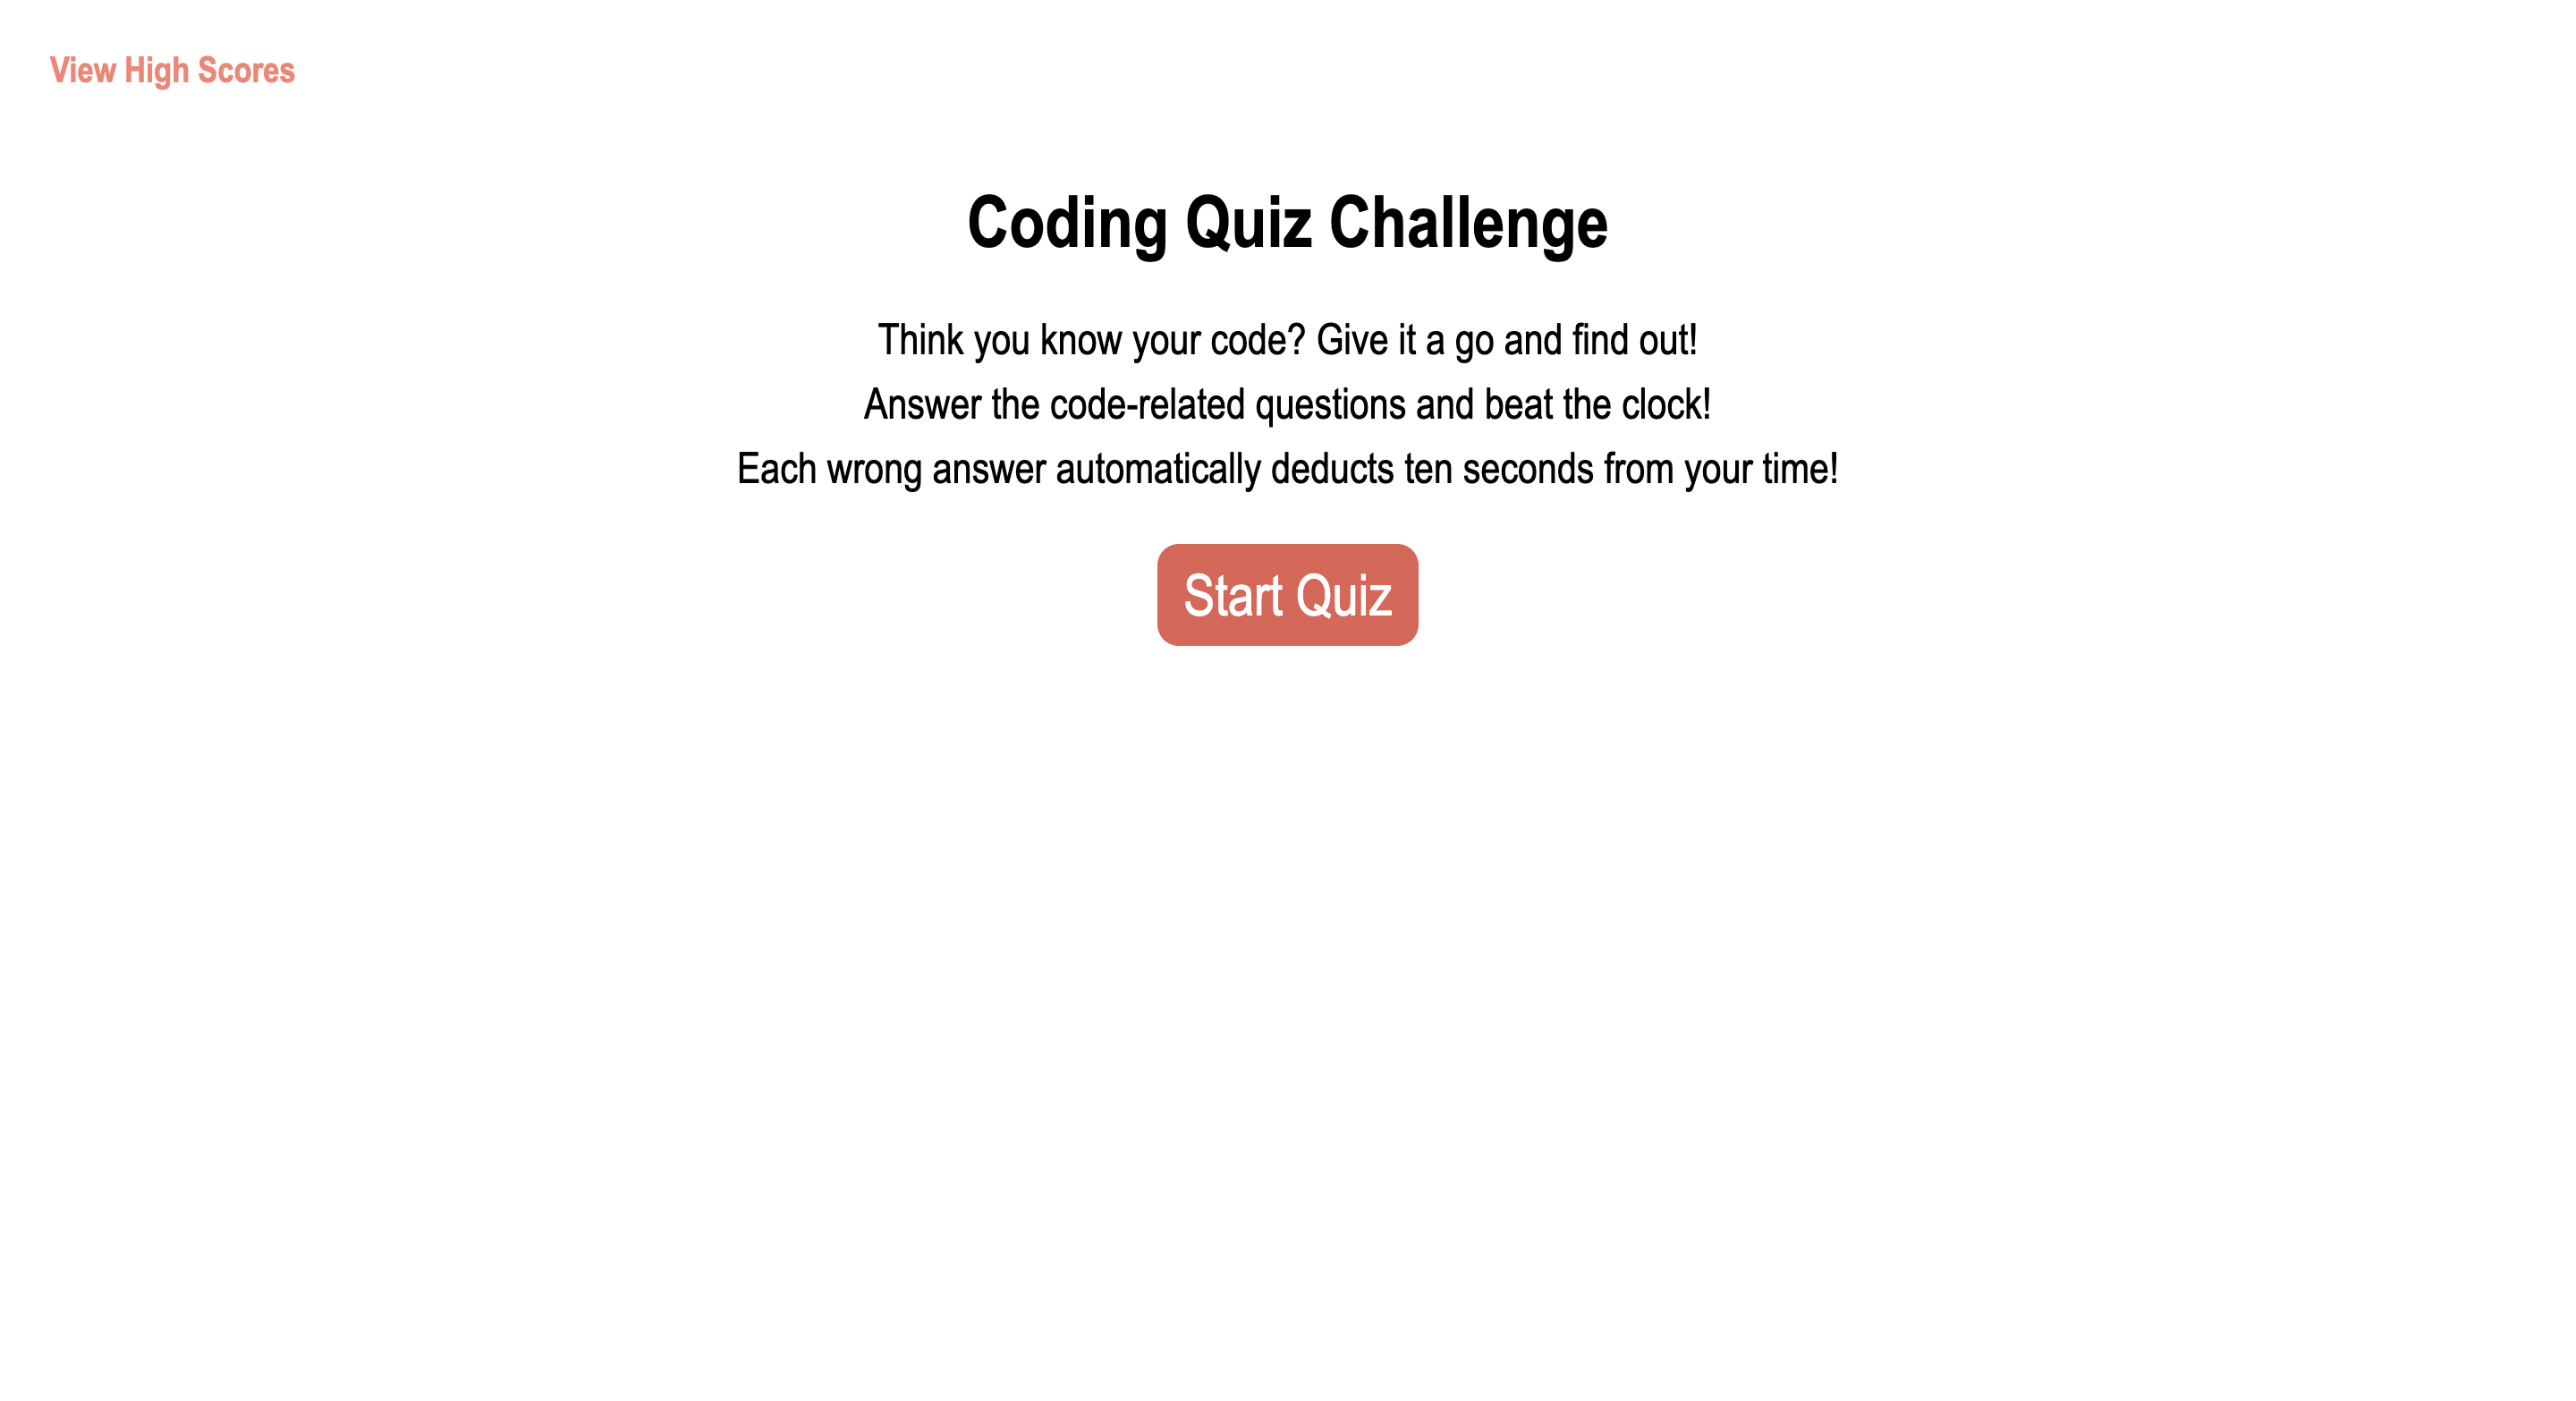 View High Scores
Coding Quiz Challenge
Think you know your code? Give it a go and find out!
Answer the code-related questions and beat the clock!
Each wrong answer automatically deducts ten seconds from your time!
Start Quiz